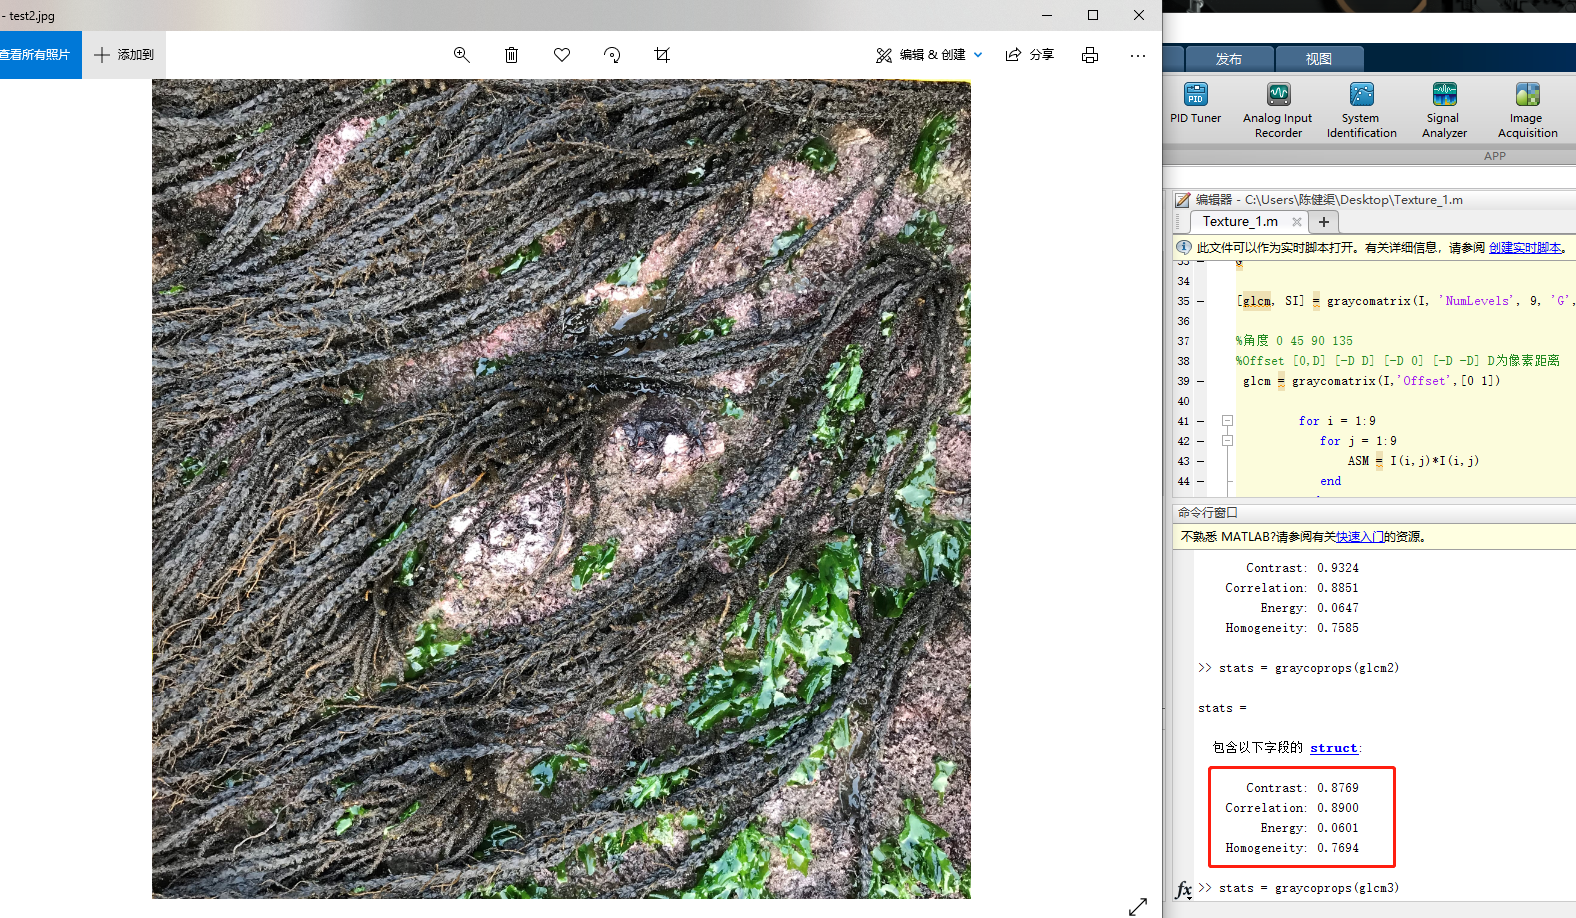 - test2.jpg
查看所有照片
添加到
编辑 & 创建
分享
发布
视图
PID
PID Tuner
Analog Input Recorder
System Identification
Signal Analyzer
Image Acquisition
APP
编辑器 - C:\Users\陈健渠\Desktop\Texture_1.m
Texture_1.m
此文件可以作为实时脚本打开。有关详细信息，请参阅 创建实时脚本。
33 G
34
35 [glcm, SI] = graycomatrix(I, 'NumLevels', 9, 'G',
36
37 %角度 0 45 90 135
38 %Offset [0,D] [-D D] [-D 0] [-D -D] D为像素距离
39 glcm = graycomatrix(I,'Offset',[0 1])
40
41 for i = 1:9
42 for j = 1:9
43 ASM = I(i,j)*I(i,j)
44 end
命令行窗口
不熟悉 MATLAB?请参阅有关快速入门的资源。
Contrast: 0.9324
Correlation: 0.8851
Energy: 0.0647
Homogeneity: 0.7585
>> stats = graycoprops(glcm2)
stats =
包含以下字段的 struct:
Contrast: 0.8769
Correlation: 0.8900
Energy: 0.0601
Homogeneity: 0.7694
fx >> stats = graycoprops(glcm3)